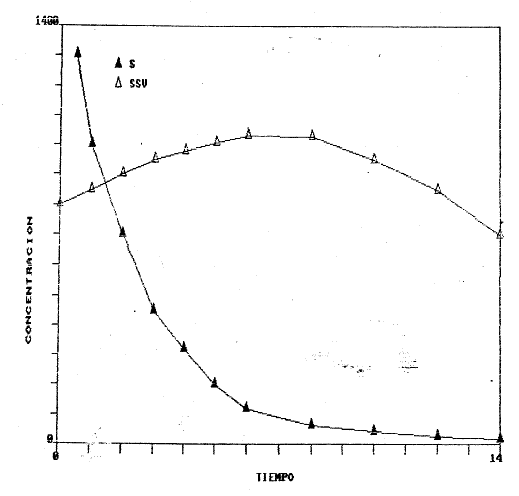 1400
S
SSV
CONCENTRACION
0
0
14
TIEMPO